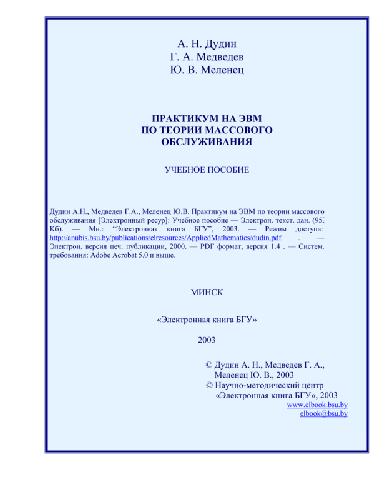 А. Н. Дудин
Г. А. Медведев
Ю. В. Меленец
ПРАКТИКУМ НА ЭВМ
ПО ТЕОРИИ МАССОВОГО
ОБСЛУЖИВАНИЯ
УЧЕБНОЕ ПОСОБИЕ
Дудин А.Н., Медведев Г.А., Меленец Ю.В. Практикум на ЭВМ по теории массового
обслуживания [Электронный ресур]: Учебное пособие — Электрон. текст. дан. (95
Кб). — Мн.: "Электронная книга БГУ", 2003. — Режим доступа:
http://anubis.bsu.by/publications/elresources/AppliedMathematics/dudin.pdf . —
Электрон. версия печ. публикации, 2000. — PDF формат, версия 1.4 . — Систем.
требования: Adobe Acrobat 5.0 и выше.
МИНСК
«Электронная книга БГУ»
2003
© Дудин А. Н., Медведев Г. А.,
Меленец Ю. В., 2003
© Научно-методический центр
«Электронная книга БГУ», 2003
www.elbook.bsu.by
elbook@bsu.by